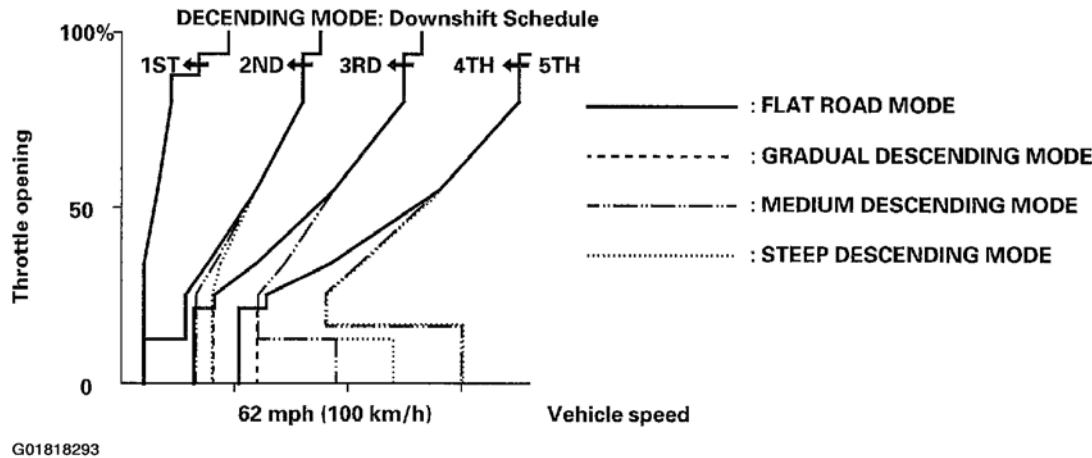 DECENDING MODE: Downshift Schedule
100%
1ST 2ND 3RD 4TH 5TH
: FLAT ROAD MODE
: GRADUAL DESCENDING MODE
Throttle opening
50
: MEDIUM DESCENDING MODE
: STEEP DESCENDING MODE
0
62 mph (100 km/h) Vehicle speed
G01818293